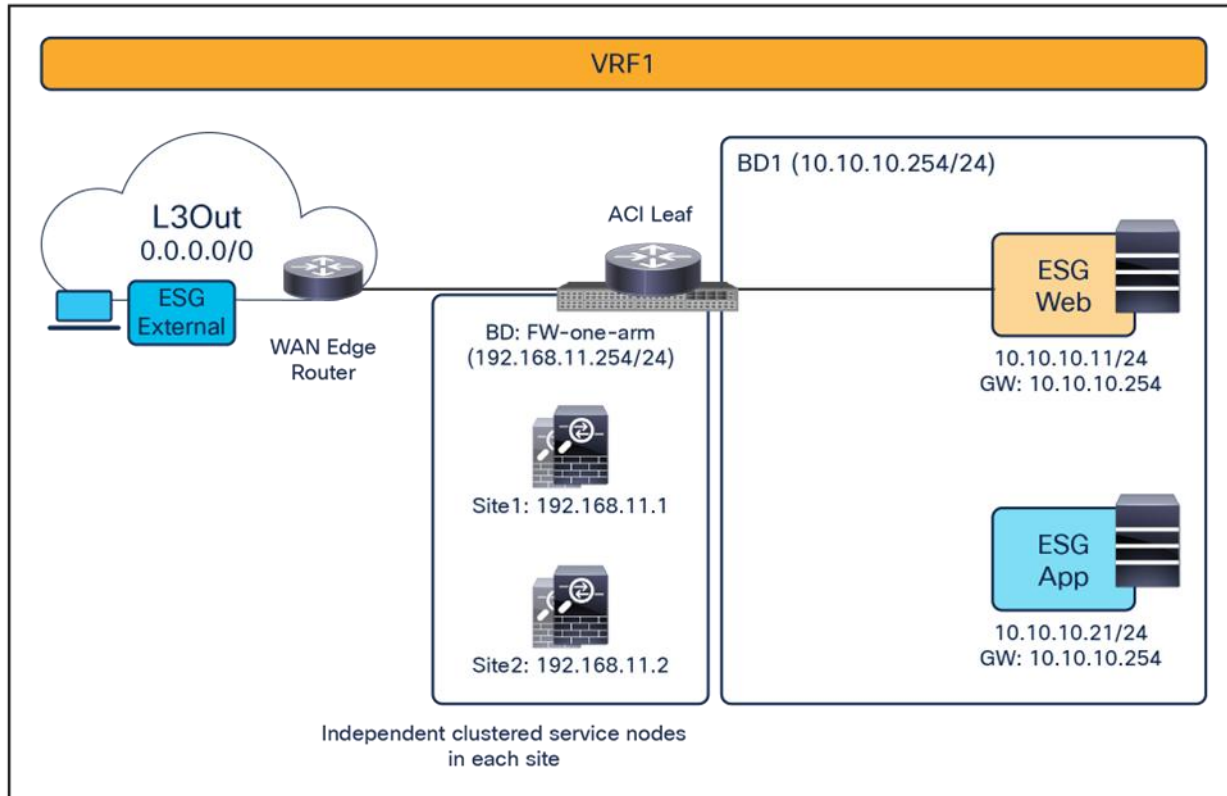 VRF1
L3Out
0.0.0.0/0
ESG
External
WAN Edge
Router
ACI Leaf
BD: FW-one-arm
(192.168.11.254/24)
Site1: 192.168.11.1
Site2: 192.168.11.2
Independent clustered service nodes
in each site
BD1 (10.10.10.254/24)
ESG
Web
10.10.10.11/24
GW: 10.10.10.254
ESG
App
10.10.10.21/24
GW: 10.10.10.254